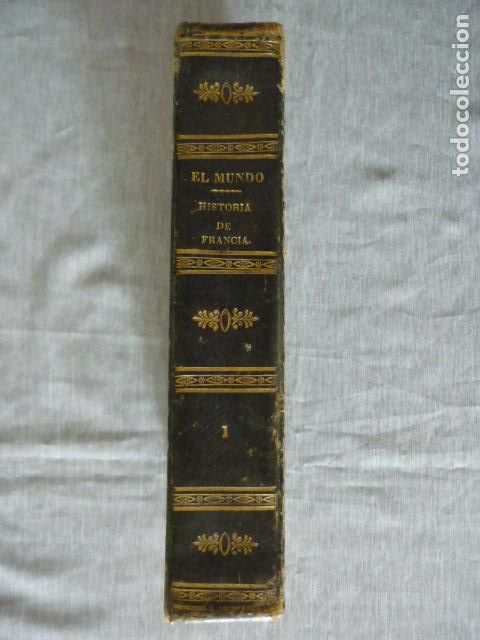 EL MUNDO
HISTORIA
DE
FRANCIA.
I
todocoleccion